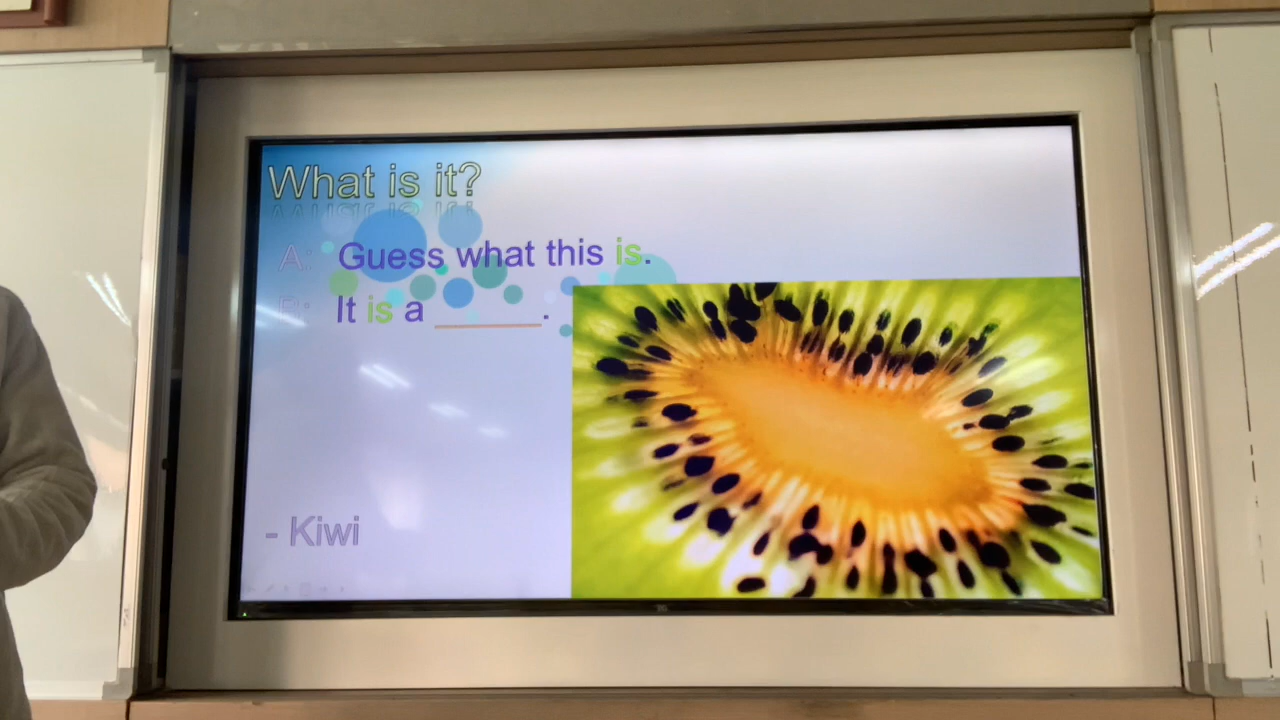 What is it?
A: Guess what this is.
B: It is a ______.
- Kiwi